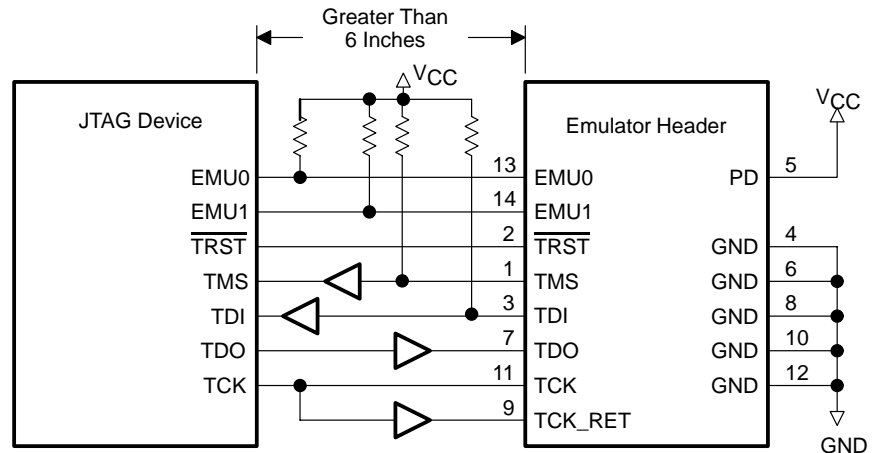 Greater Than
6 Inches
VCC
VCC
JTAG Device
Emulator Header
EMU0 13 EMU0 PD 5
EMU1 14 EMU1
TRST 2 TRST GND 4
TMS 1 TMS GND 6
TDI 3 TDI GND 8
TDO 7 TDO GND 10
TCK 11 TCK GND 12
9 TCK_RET
GND